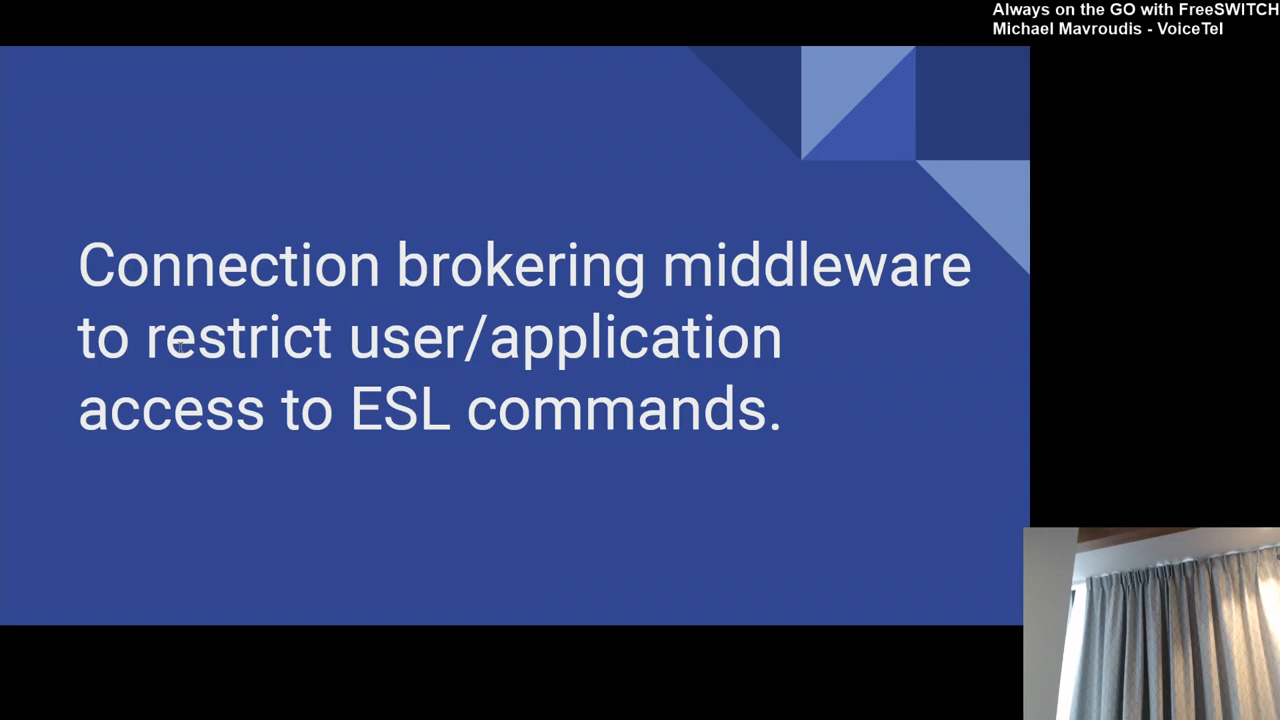 Always on the GO with FreeSWITCH
Michael Mavroudis - VoiceTel
Connection brokering middleware
to restrict user/application
access to ESL commands.